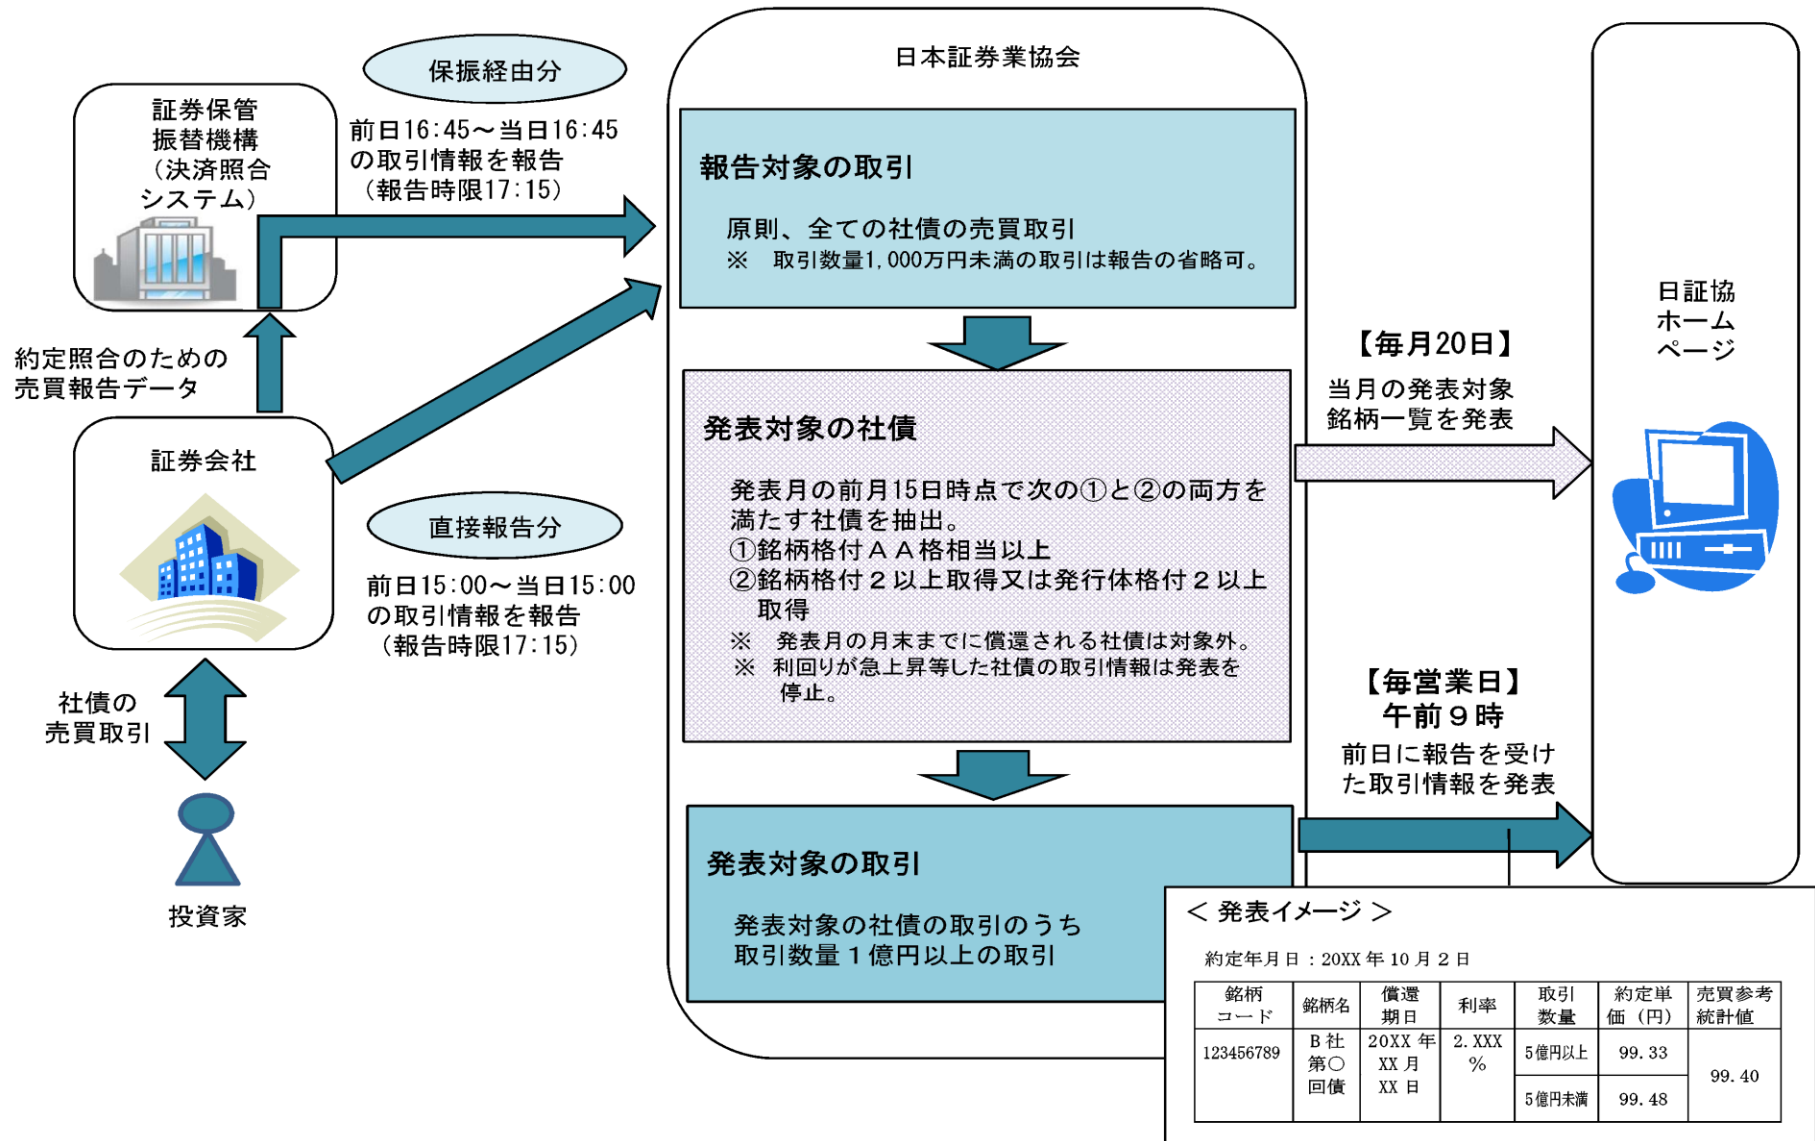 証券保管
振替機構
（決済照合
システム）
保振経由分
前日16:45～当日16:45
の取引情報を報告
（報告時限17:15）
約定照合のための
売買報告データ
証券会社
直接報告分
前日15:00～当日15:00
の取引情報を報告
（報告時限17:15）
社債の
売買取引
投資家
日本証券業協会
報告対象の取引
原則、全ての社債の売買取引
※　取引数量1,000万円未満の取引は報告の省略可。
発表対象の社債
発表月の前月15日時点で次の①と②の両方を
満たす社債を抽出。
①銘柄格付ＡＡ格相当以上
②銘柄格付２以上取得又は発行体格付２以上
取得
※　発表月の月末までに償還される社債は対象外。
※　利回りが急上昇等した社債の取引情報は発表を
停止。
発表対象の取引
発表対象の社債の取引のうち
取引数量１億円以上の取引
【毎月20日】
当月の発表対象
銘柄一覧を発表
【毎営業日】
午前９時
前日に報告を受け
た取引情報を発表
日証協
ホーム
ページ
＜ 発表イメージ ＞
約定年月日：20XX 年 10 月 2 日
銘柄
コード
銘柄名
償還
期日
利率
取引
数量
約定単
価（円）
売買参考
統計値
123456789
B 社
第〇
回債
20XX 年
XX 月
XX 日
2.XXX
%
5億円以上
99.33
99.40
5億円未満
99.48